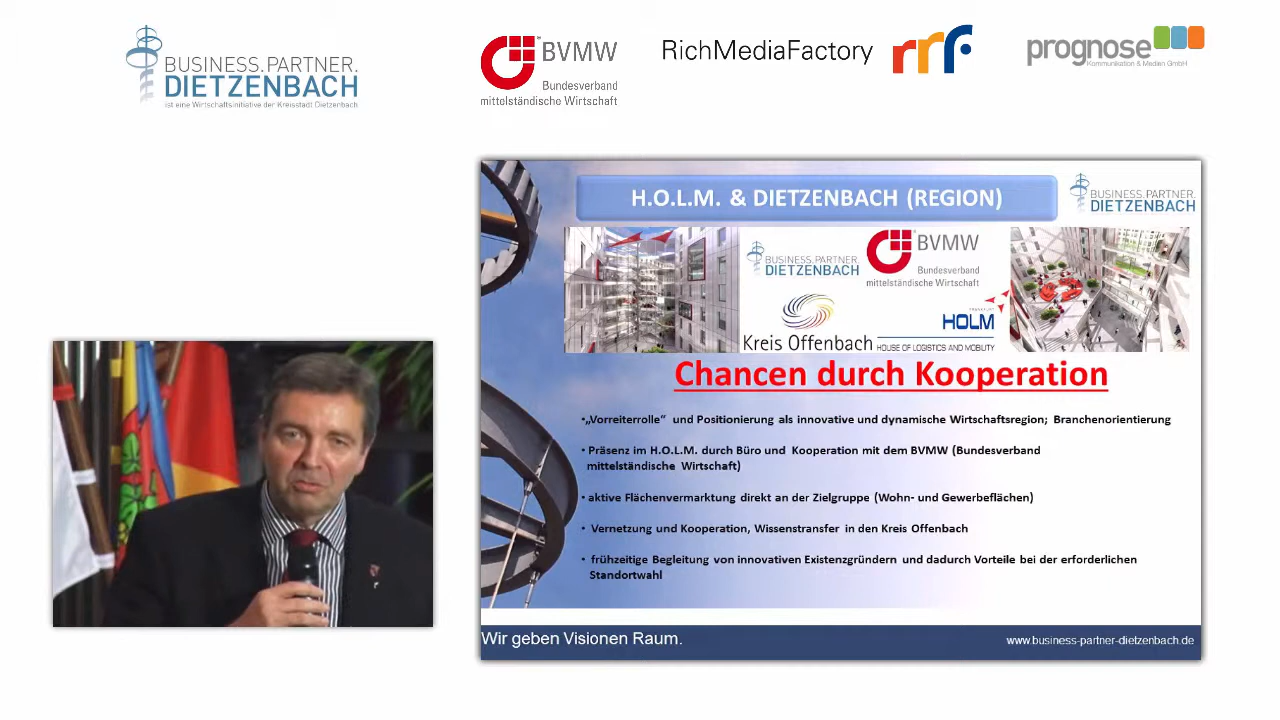 BUSINESS.PARTNER.
DIETZENBACH
ist eine Wirtschaftsinitiative der Kreisstadt Dietzenbach
BVMW
Bundesverband
mittelständische Wirtschaft
RichMediaFactory
rrf
prognose
Kommunikation & Medien GmbH
H.O.L.M. & DIETZENBACH (REGION)
BUSINESS.PARTNER.
DIETZENBACH
BUSINESS.PARTNER.
DIETZENBACH
BVMW
Bundesverband
mittelständische Wirtschaft
Kreis Offenbach
FRANKFURT
HOLM
HOUSE OF LOGISTICS AND MOBILITY
Chancen durch Kooperation
• „Vorreiterrolle“ und Positionierung als innovative und dynamische Wirtschaftsregion; Branchenorientierung
• Präsenz im H.O.L.M. durch Büro und Kooperation mit dem BVMW (Bundesverband
mittelständische Wirtschaft)
• aktive Flächenvermarktung direkt an der Zielgruppe (Wohn- und Gewerbeflächen)
• Vernetzung und Kooperation, Wissenstransfer in den Kreis Offenbach
• frühzeitige Begleitung von innovativen Existenzgründern und dadurch Vorteile bei der erforderlichen
Standortwahl
Wir geben Visionen Raum.
www.business-partner-dietzenbach.de